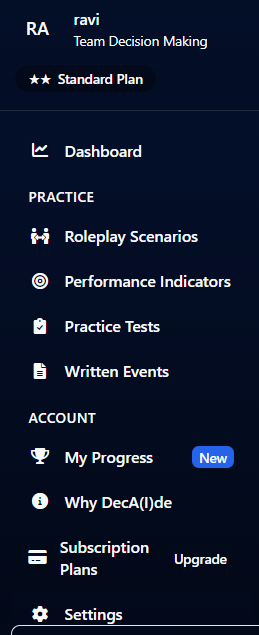 RA
ravi
Team Decision Making
★★ Standard Plan
Dashboard
PRACTICE
Roleplay Scenarios
Performance Indicators
Practice Tests
Written Events
ACCOUNT
My Progress New
Why DecA(I)de
Subscription
Plans
Upgrade
Settings